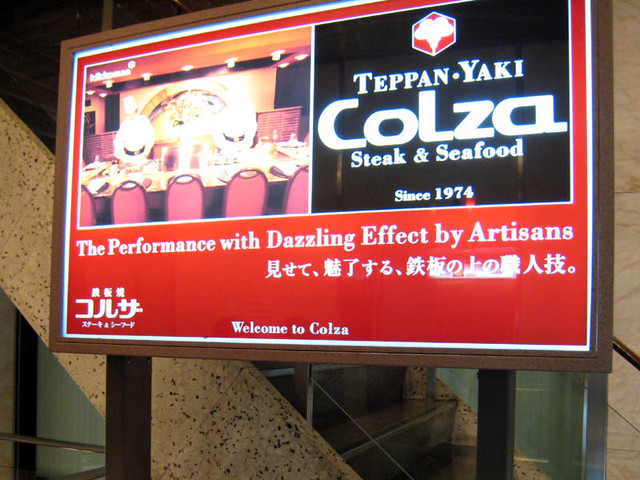 kikkoman
TEPPAN・YAKI
Colza
Steak & Seafood
Since 1974
The Performance with Dazzling Effect by Artisans
見せて、魅了する、鉄板の上の職人技。
鉄板焼
コルザ
ステーキ&シーフード
Welcome to Colza